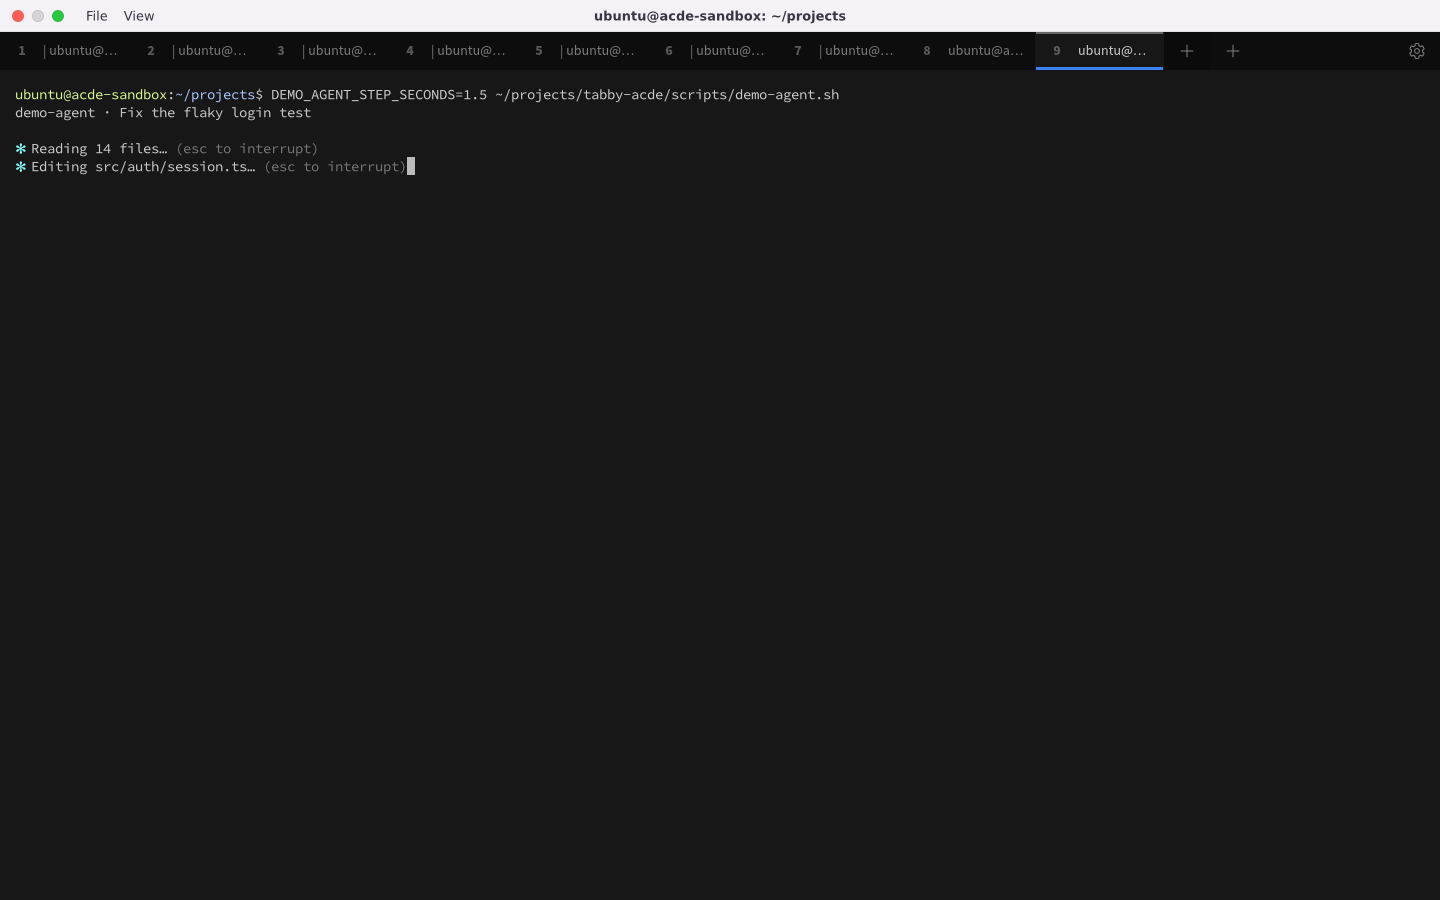 File View ubuntu@acde-sandbox: ~/projects
1 |ubuntu@... 2 |ubuntu@... 3 |ubuntu@... 4 |ubuntu@... 5 |ubuntu@... 6 |ubuntu@... 7 |ubuntu@... 8 ubuntu@a... 9 ubuntu@...
ubuntu@acde-sandbox:~/projects$ DEMO_AGENT_STEP_SECONDS=1.5 ~/projects/tabby-acde/scripts/demo-agent.sh
demo-agent · Fix the flaky login test
✻ Reading 14 files… (esc to interrupt)
✻ Editing src/auth/session.ts… (esc to interrupt)